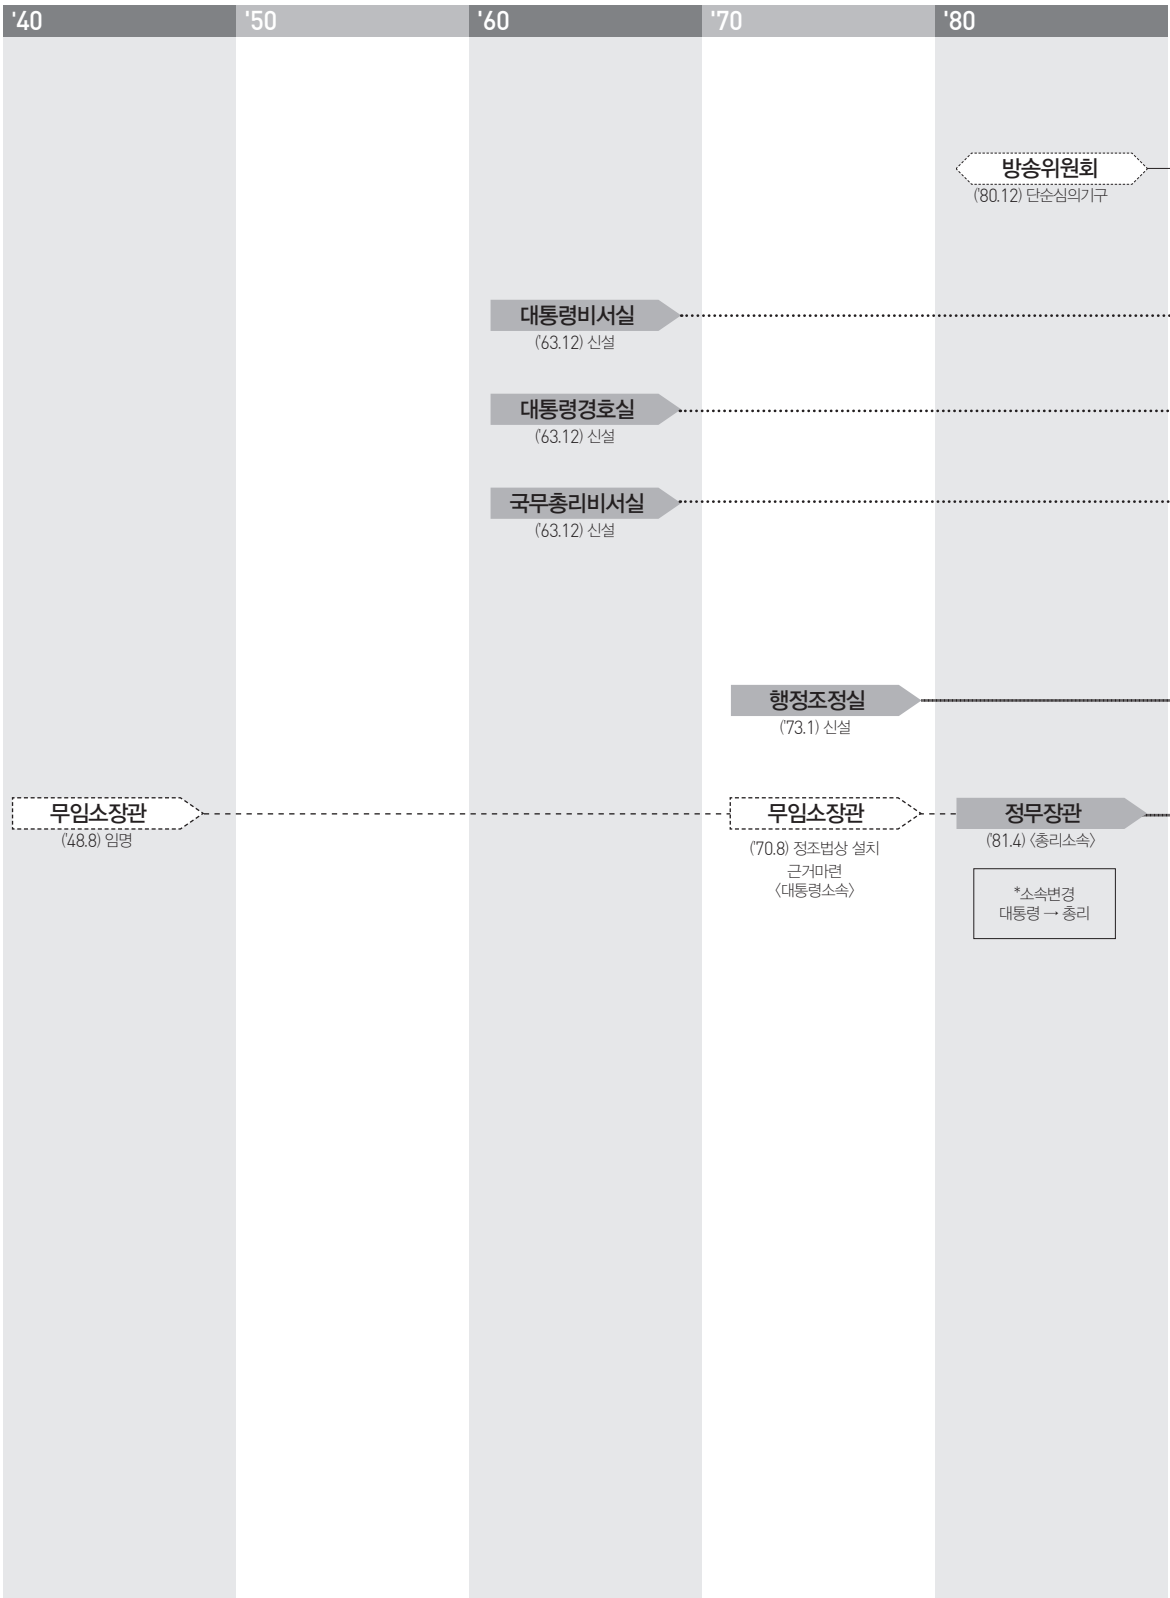 '40 '50 '60 '70 '80
방송위원회
('80.12) 단순심의기구
대통령비서실
('63.12) 신설
대통령경호실
('63.12) 신설
국무총리비서실
('63.12) 신설
행정조정실
('73.1) 신설
무임소장관
('48.8) 임명
무임소장관
('70.8) 정조법상 설치
근거마련
〈대통령소속〉
정무장관
('81.4) 〈총리소속〉
*소속변경
대통령 → 총리